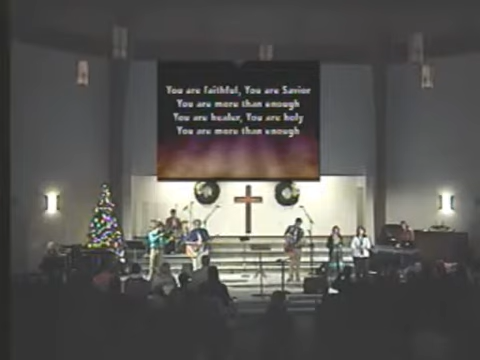 You are faithful, You are Savior
You are more than enough
You are healer, You are holy
You are more than enough